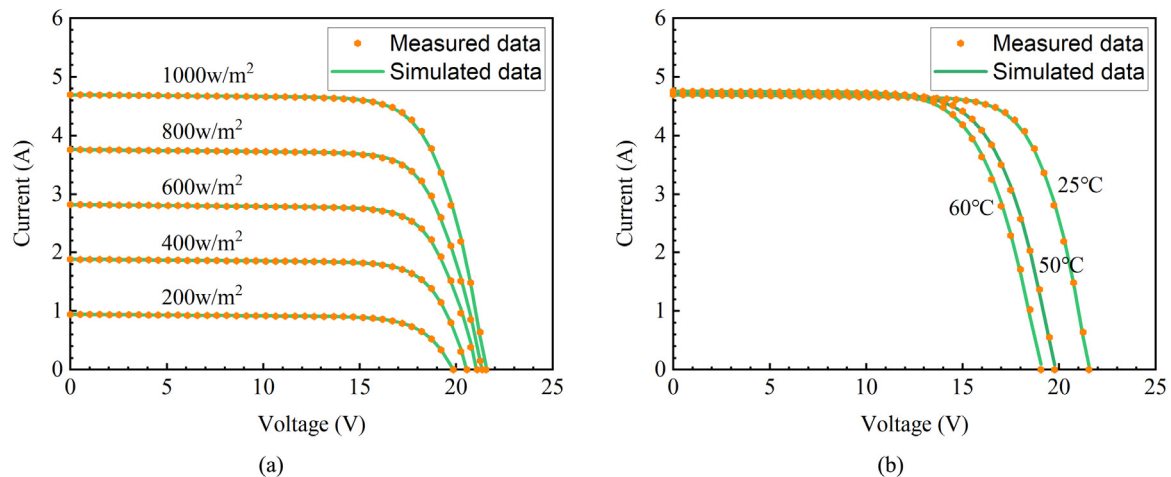 6
5
4
3
2
1
0
Current (A)
Measured data
Simulated data
1000w/m²
800w/m²
600w/m²
400w/m²
200w/m²
0
5
10
15
20
25
Voltage (V)
(a)
6
5
4
3
2
1
0
Current (A)
Measured data
Simulated data
25℃
60℃
50℃
0
5
10
15
20
25
Voltage (V)
(b)